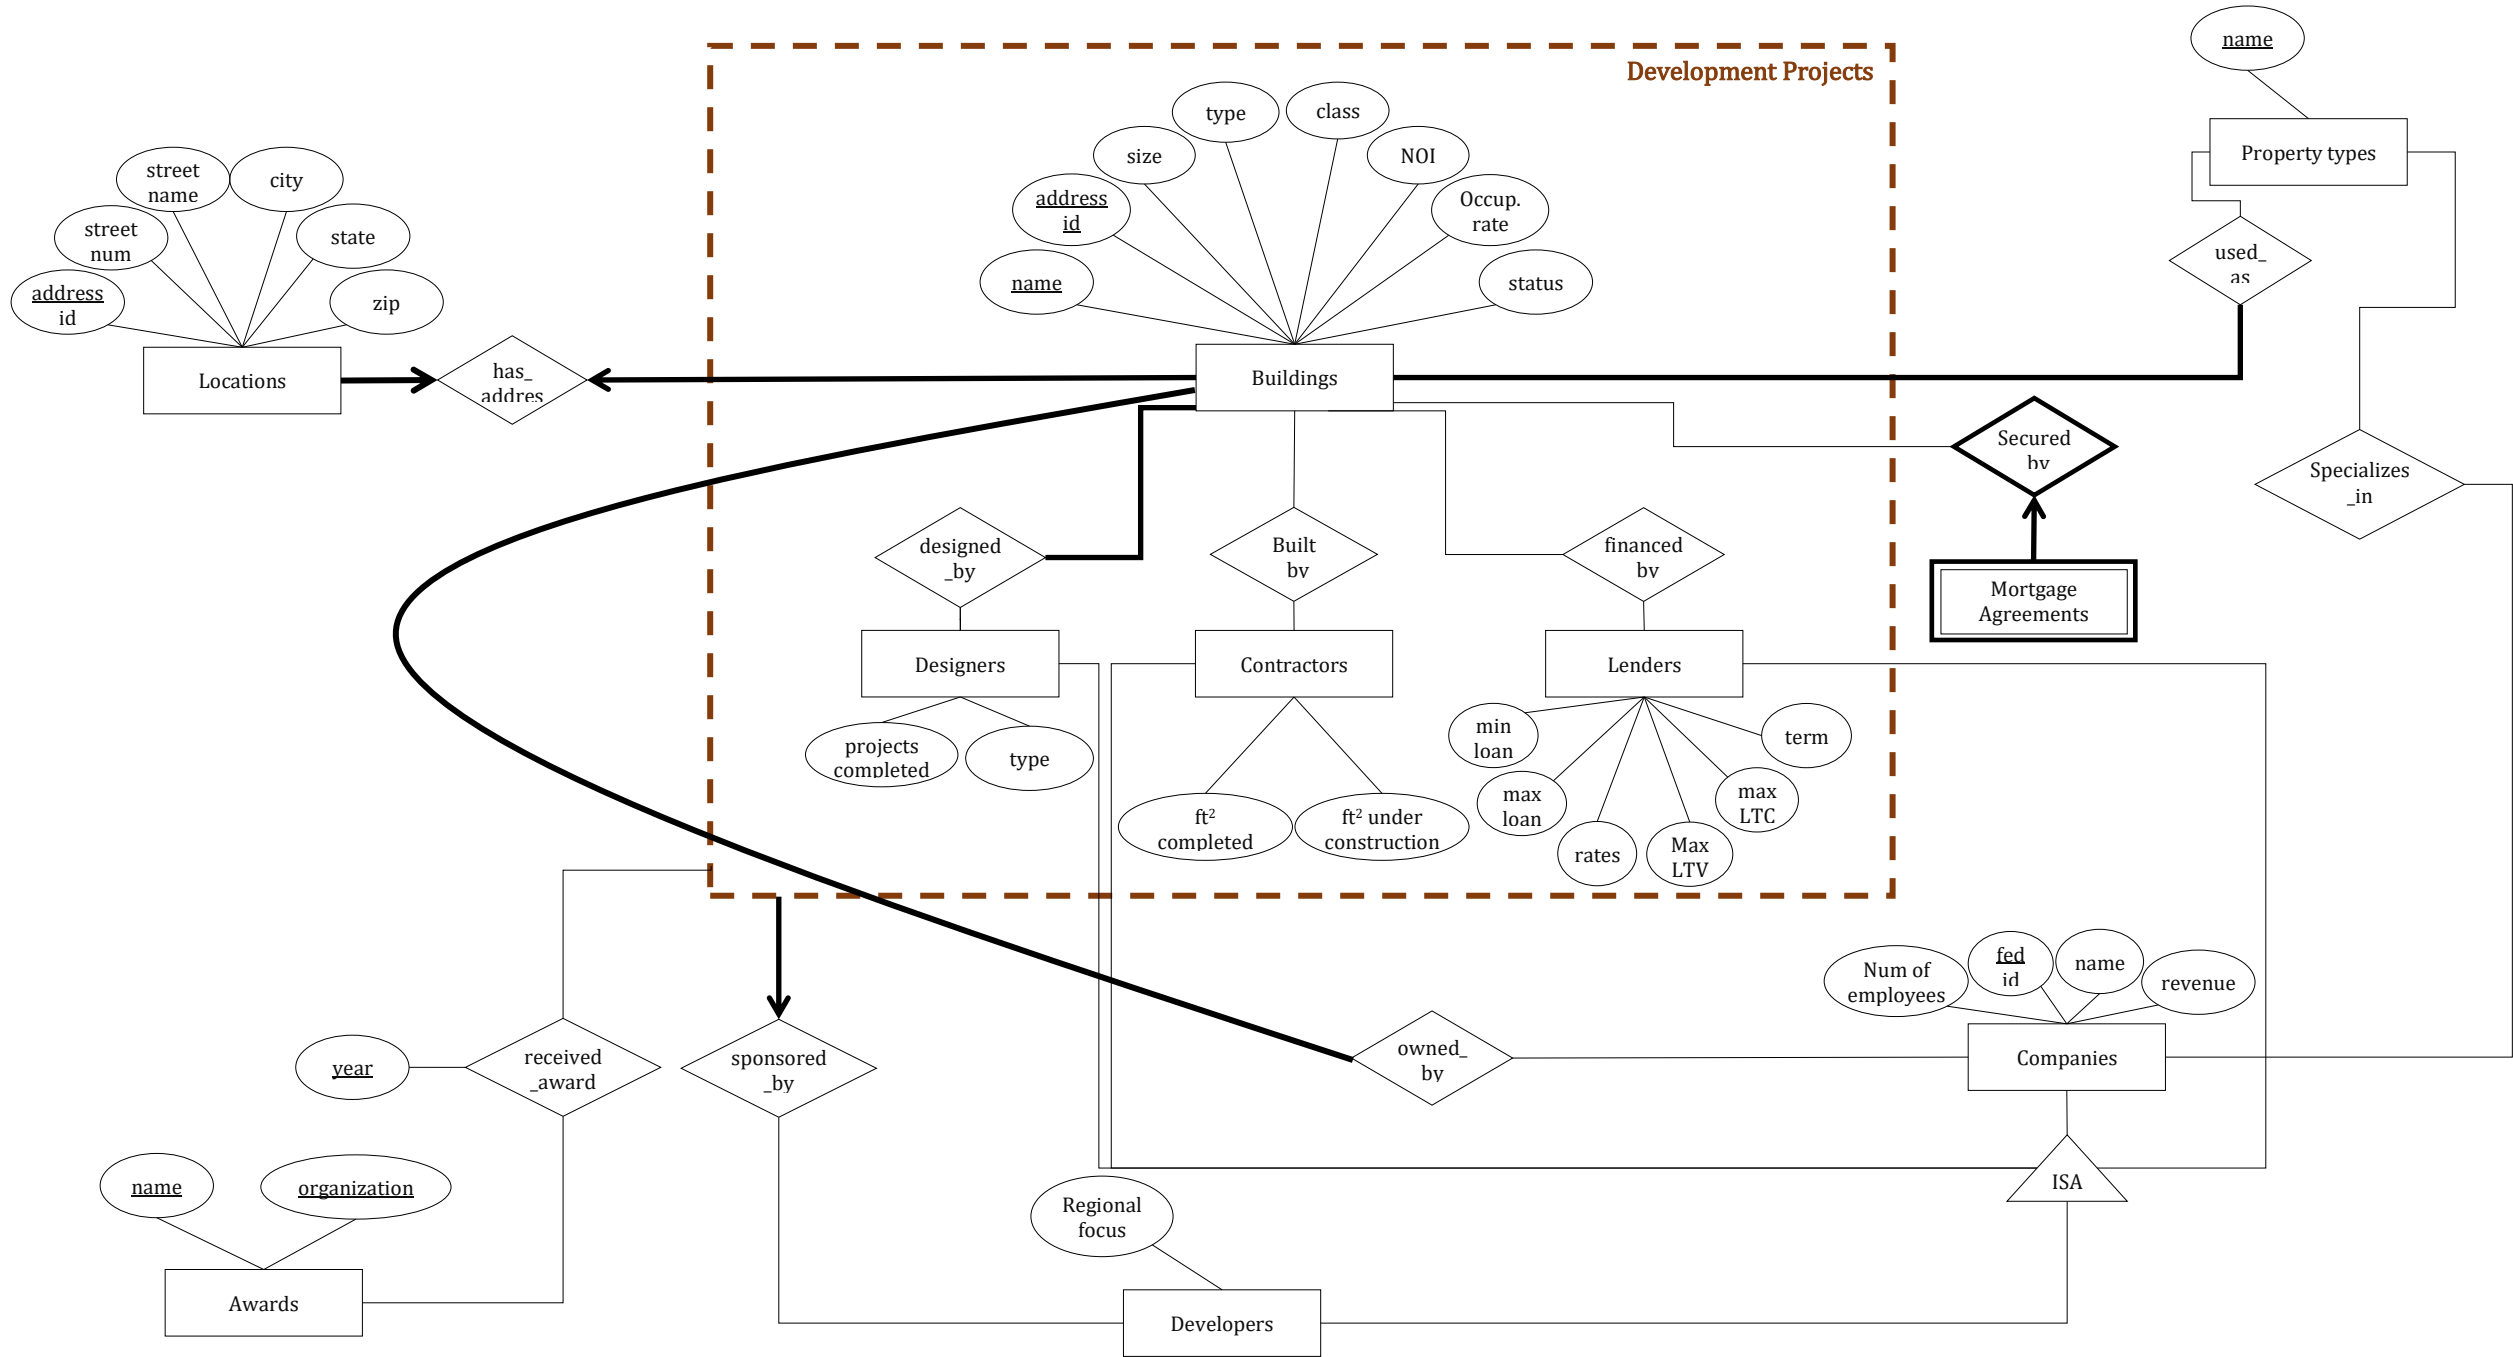 name
Development Projects
type
class
size
NOI
Property types
street
name
city
address
id
Occup.
rate
street
num
state
used_
as
address
id
zip
name
status
has_
addres
Locations
Buildings
Secured
by
Specializes
_in
designed
_by
Built
by
financed
by
Mortgage
Agreements
Designers
Contractors
Lenders
projects
completed
type
min
loan
term
max
loan
max
LTC
ft² 
completed
ft² under
construction
rates
Max
LTV
Num of
employees
fed
id
name
revenue
year
received
_award
sponsored
_by
owned_
by
Companies
name
organization
Regional
focus
ISA
Awards
Developers